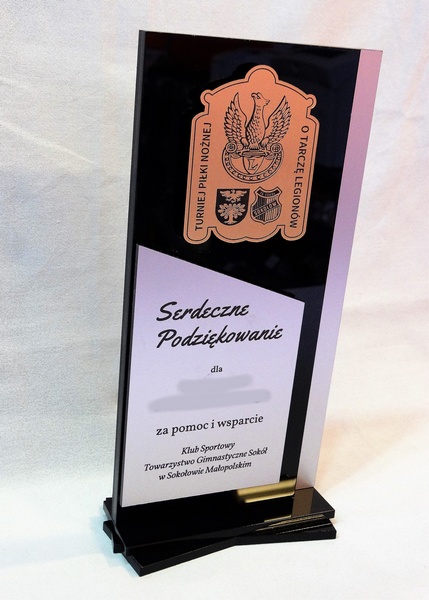 TURNIEJ PIŁKI NOŻNEJ
O TARCZĘ LEGIONÓW
Serdeczne
Podziękowanie
dla
za pomoc i wsparcie
Klub Sportowy
Towarzystwo Gimnastyczne Sokół
w Sokołowie Małopolskim